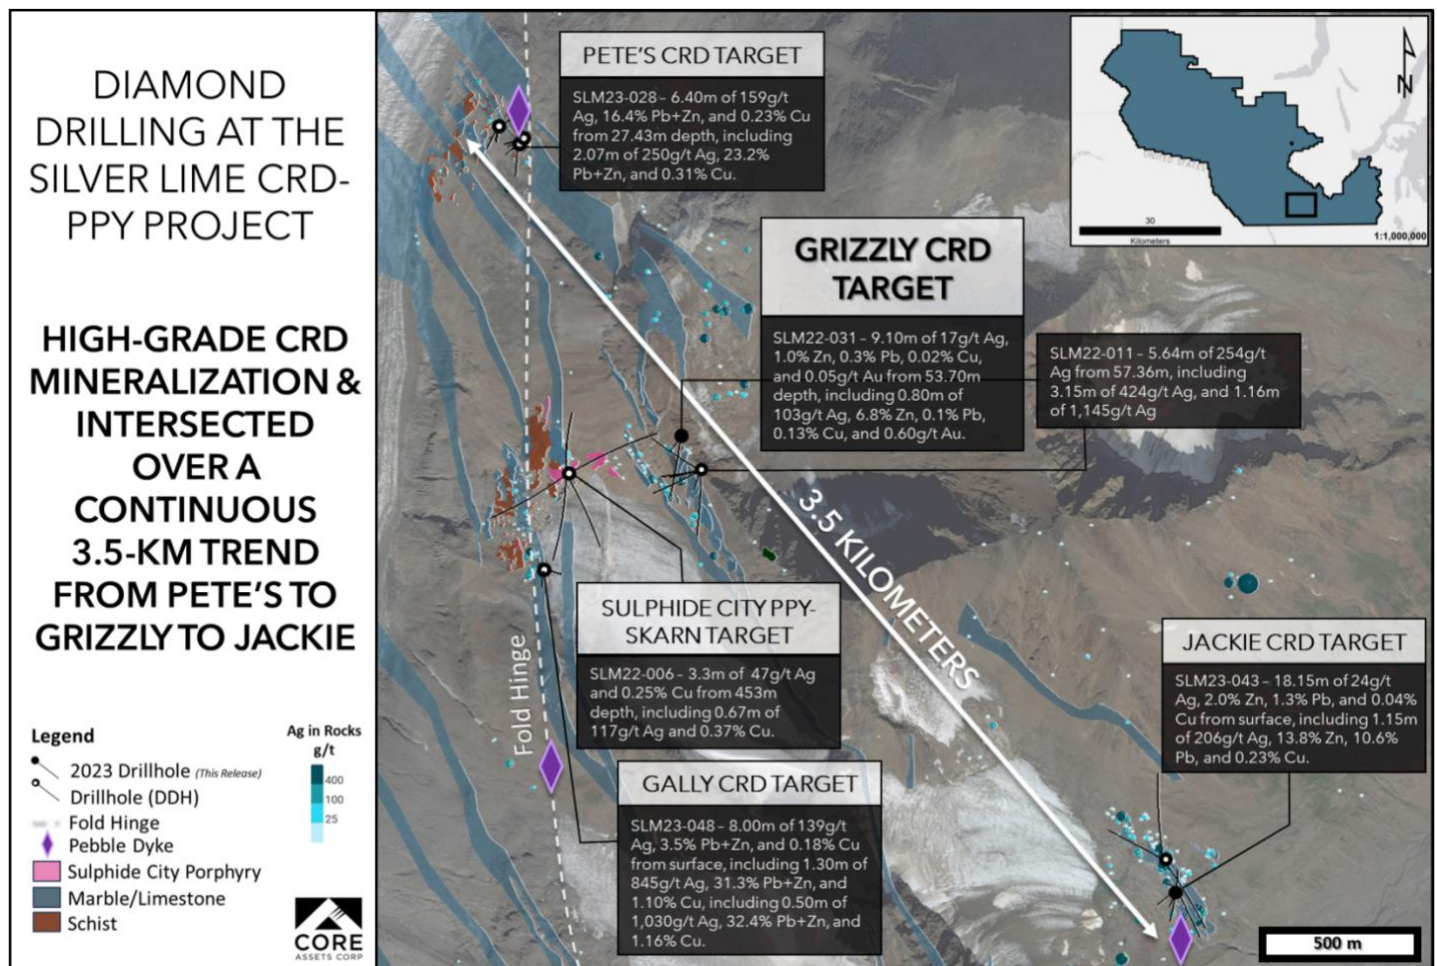 DIAMOND
DRILLING AT THE
SILVER LIME CRD-
PPY PROJECT
HIGH-GRADE CRD
MINERALIZATION &
INTERSECTED
OVER A
CONTINUOUS
3.5-KM TREND
FROM PETE'S TO
GRIZZLY TO JACKIE
Legend
2023 Drillhole (This Release)
Drillhole (DDH)
Fold Hinge
Pebble Dyke
Sulphide City Porphyry
Marble/Limestone
Schist
Ag in Rocks
g/t
400
100
25
CORE
ASSETS CORP
PETE'S CRD TARGET
SLM23-028 – 6.40m of 159g/t
Ag, 16.4% Pb+Zn, and 0.23% Cu
from 27.43m depth, including
2.07m of 250g/t Ag, 23.2%
Pb+Zn, and 0.31% Cu.
GRIZZLY CRD
TARGET
SLM22-031 – 9.10m of 17g/t Ag,
1.0% Zn, 0.3% Pb, 0.02% Cu,
and 0.05g/t Au from 53.70m
depth, including 0.80m of
103g/t Ag, 6.8% Zn, 0.1% Pb,
0.13% Cu, and 0.60g/t Au.
SLM22-011 – 5.64m of 254g/t
Ag from 57.36m, including
3.15m of 424g/t Ag, and 1.16m
of 1,145g/t Ag
3.5 KILOMETERS
Fold Hinge
SULPHIDE CITY PPY-
SKARN TARGET
SLM22-006 – 3.3m of 47g/t Ag
and 0.25% Cu from 453m
depth, including 0.67m of
117g/t Ag and 0.37% Cu.
GALLY CRD TARGET
SLM23-048 – 8.00m of 139g/t
Ag, 3.5% Pb+Zn, and 0.18% Cu
from surface, including 1.30m of
845g/t Ag, 31.3% Pb+Zn, and
1.10% Cu, including 0.50m of
1,030g/t Ag, 32.4% Pb+Zn, and
1.16% Cu.
JACKIE CRD TARGET
SLM23-043 – 18.15m of 24g/t
Ag, 2.0% Zn, 1.3% Pb, and 0.04%
Cu from surface, including 1.15m
of 206g/t Ag, 13.8% Zn, 10.6%
Pb, and 0.23% Cu.
N
UNITED STATES
30
Kilometers
1:1,000,000
500 m